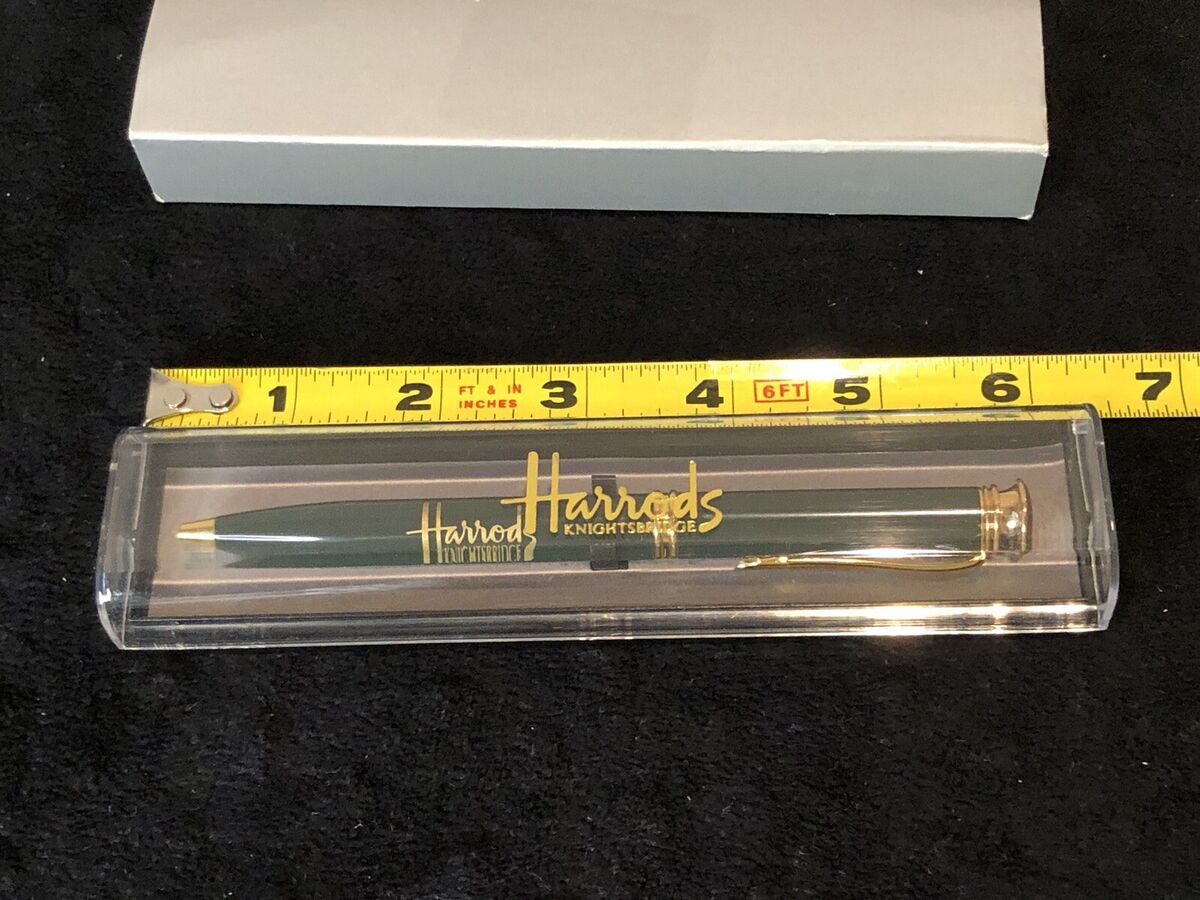 1 2 FT & IN 3 4 6FT 5 6 7
INCHES
Harrods
KNIGHTSBRIDGE
Harrods
KNIGHTSBRIDGE